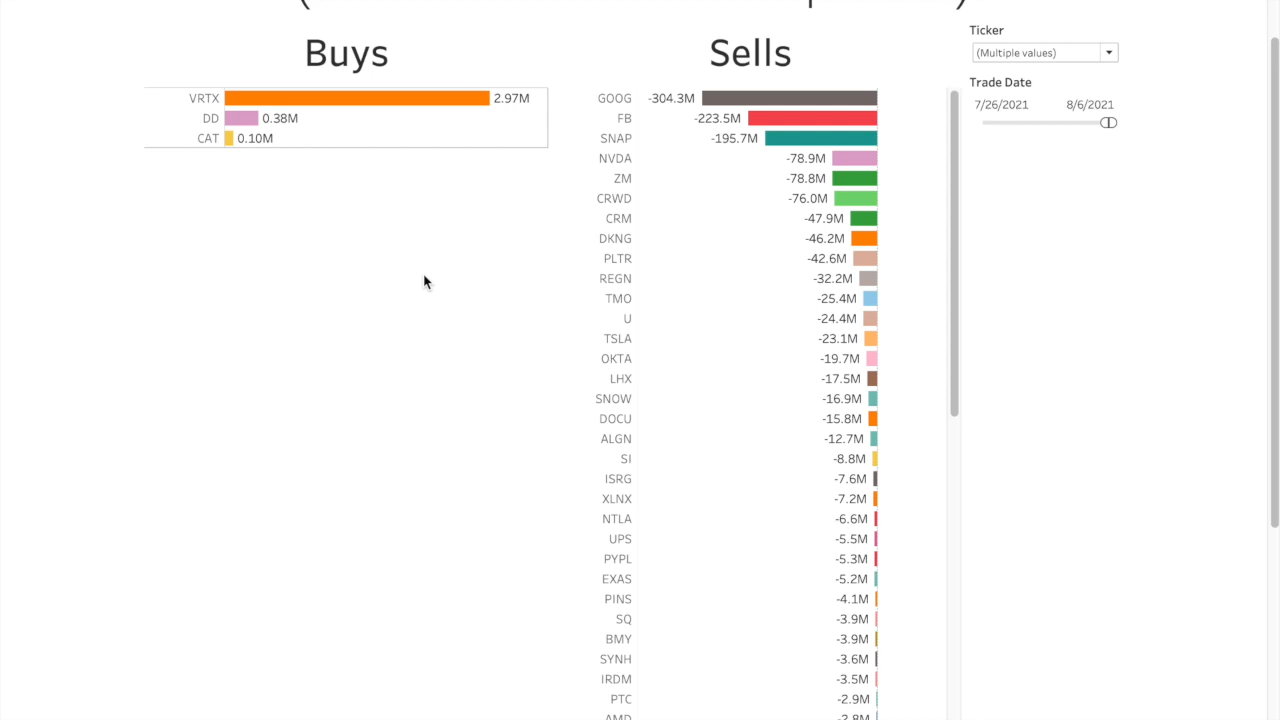 Buys
Sells
Ticker
(Multiple values)
Trade Date
7/26/2021 8/6/2021
VRTX 2.97M
DD 0.38M
CAT 0.10M
GOOG -304.3M
FB -223.5M
SNAP -195.7M
NVDA -78.9M
ZM -78.8M
CRWD -76.0M
CRM -47.9M
DKNG -46.2M
PLTR -42.6M
REGN -32.2M
TMO -25.4M
U -24.4M
TSLA -23.1M
OKTA -19.7M
LHX -17.5M
SNOW -16.9M
DOCU -15.8M
ALGN -12.7M
SI -8.8M
ISRG -7.6M
XLNX -7.2M
NTLA -6.6M
UPS -5.5M
PYPL -5.3M
EXAS -5.2M
PINS -4.1M
SQ -3.9M
BMY -3.9M
SYNH -3.6M
IRDM -3.5M
PTC -2.9M
AMD -2.8M